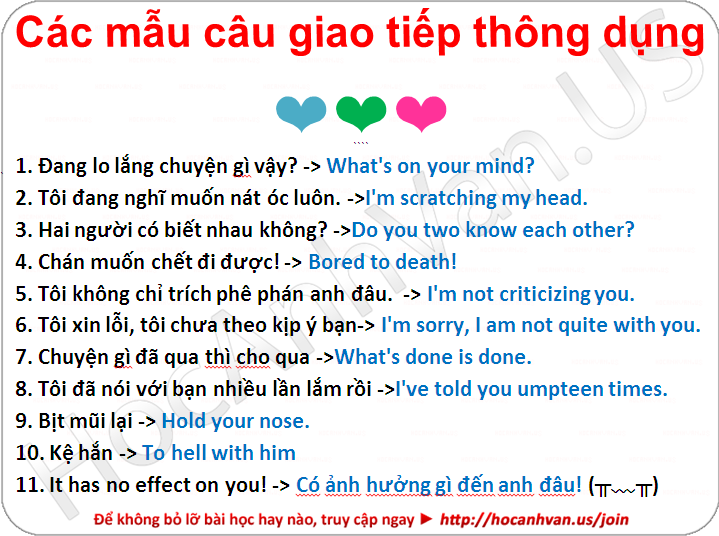 Các mẫu câu giao tiếp thông dụng
1. Đang lo lắng chuyện gì vậy? -> What's on your mind?
2. Tôi đang nghĩ muốn nát óc luôn. ->I'm scratching my head.
3. Hai người có biết nhau không? ->Do you two know each other?
4. Chán muốn chết đi được! -> Bored to death!
5. Tôi không chỉ trích phê phán anh đâu.  -> I'm not criticizing you.
6. Tôi xin lỗi, tôi chưa theo kịp ý bạn-> I'm sorry, I am not quite with you.
7. Chuyện gì đã qua thì cho qua ->What's done is done.
8. Tôi đã nói với bạn nhiều lần lắm rồi ->I've told you umpteen times.
9. Bịt mũi lại -> Hold your nose.
10. Kệ hắn -> To hell with him
11. It has no effect on you! -> Có ảnh hưởng gì đến anh đâu! (╥﹏╥)
Để không bỏ lỡ bài học hay nào, truy cập ngay ► http://hocanhvan.us/join
HocAnhVan.US